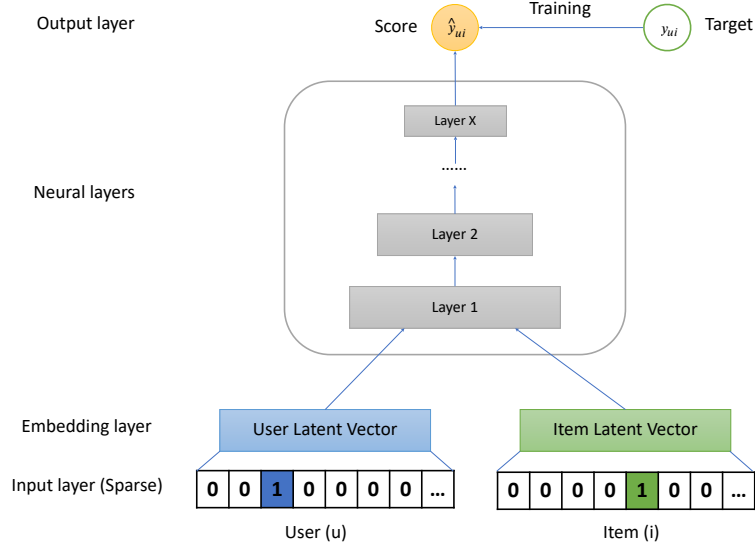 Output layer
Score
ŷui
Training
yui
Target
Layer X
......
Neural layers
Layer 2
Layer 1
Embedding layer
User Latent Vector
Item Latent Vector
Input layer (Sparse)
0 0 1 0 0 0 0 ...
0 0 0 0 1 0 0 ...
User (u)
Item (i)